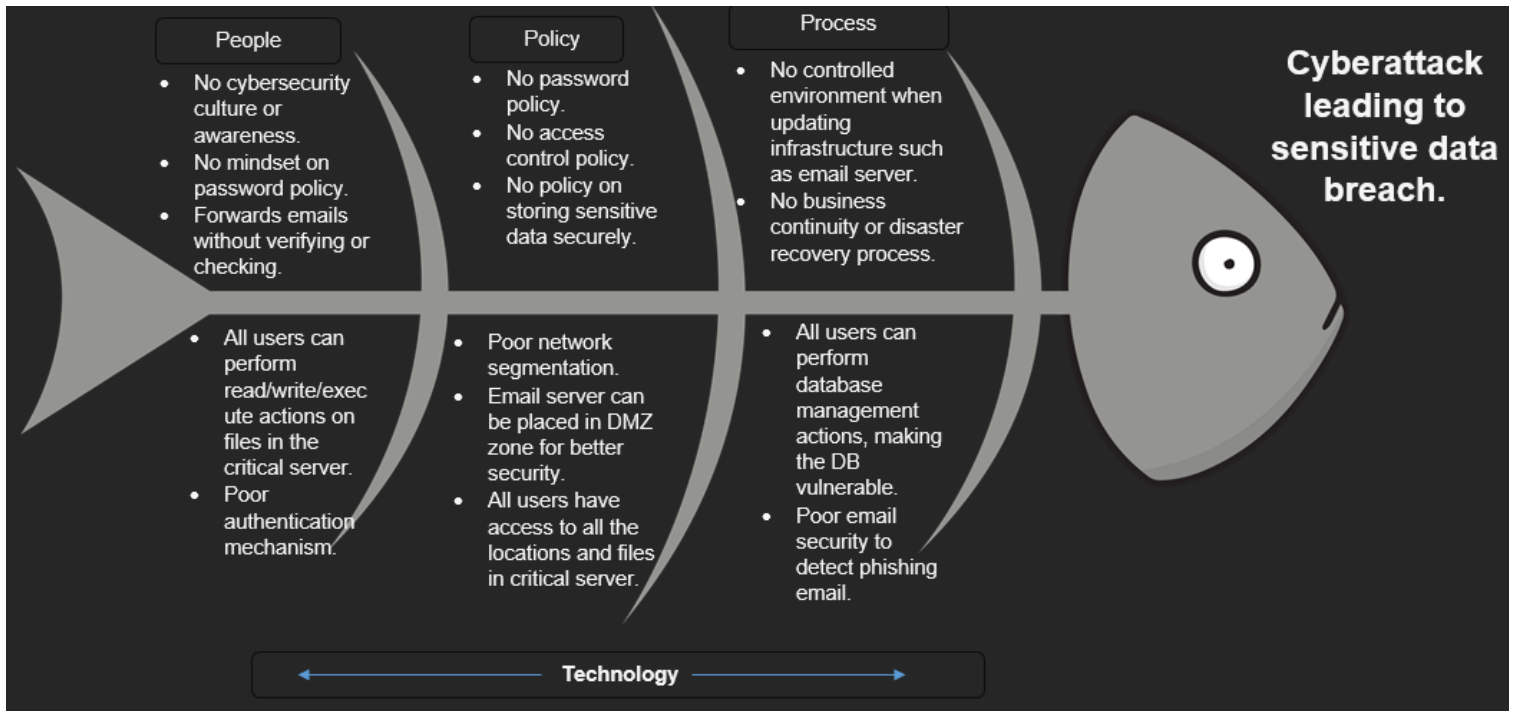 People
• No cybersecurity
culture or
awareness.
• No mindset on
password policy.
• Forwards emails
without verifying or
checking.
Policy
• No password
policy.
• No access
control policy.
• No policy on
storing sensitive
data securely.
Process
• No controlled
environment when
updating
infrastructure such
as email server.
• No business
continuity or disaster
recovery process.
Cyberattack
leading to
sensitive data
breach.
• All users can
perform
read/write/exec
ute actions on
files in the
critical server.
• Poor
authentication
mechanism.
• Poor network
segmentation.
• Email server can
be placed in DMZ
zone for better
security.
• All users have
access to all the
locations and files
in critical server.
• All users can
perform
database
management
actions, making
the DB
vulnerable.
• Poor email
security to
detect phishing
email.
Technology